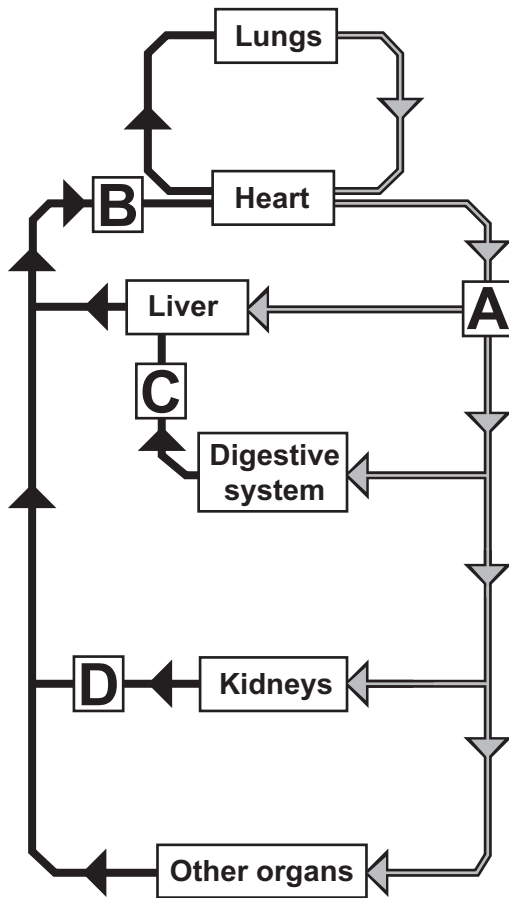 Lungs
B
Heart
Liver
A
C
Digestive
system
D
Kidneys
Other organs